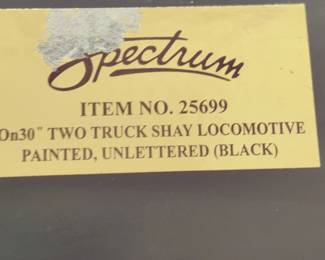 Spectrum
ITEM NO. 25699
On30" TWO TRUCK SHAY LOCOMOTIVE
PAINTED, UNLETTERED (BLACK)